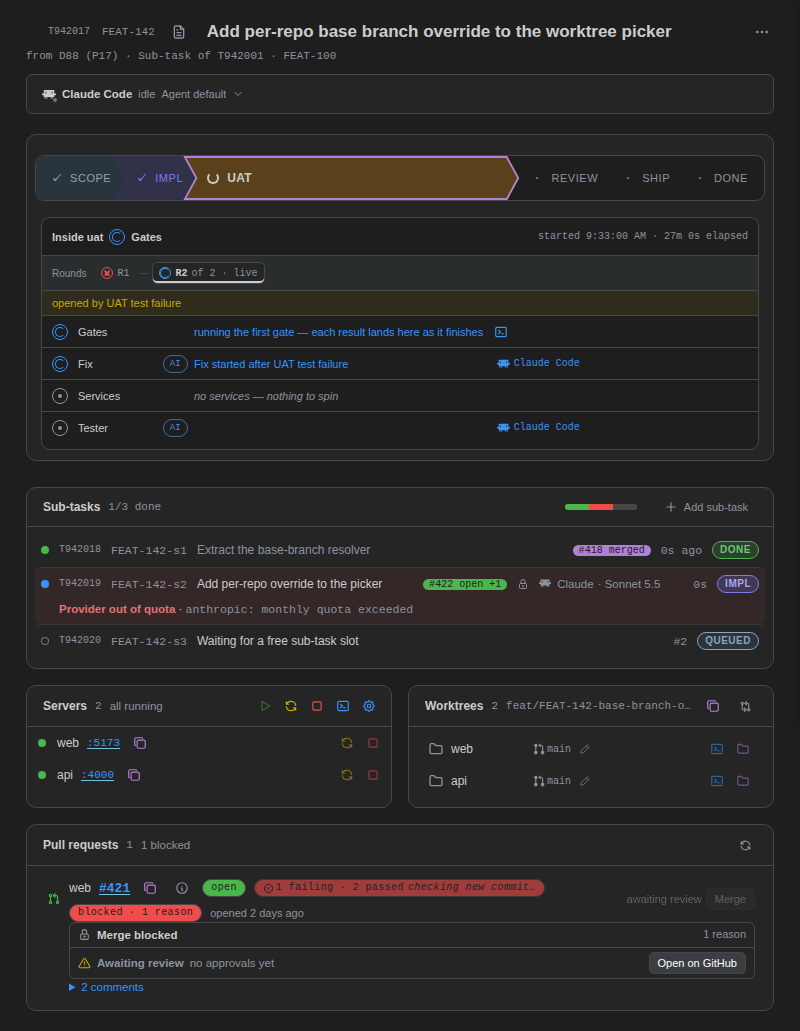 T942017 FEAT-142 Add per-repo base branch override to the worktree picker
from D88 (P17) · Sub-task of T942001 · FEAT-100
Claude Code idle Agent default
SCOPE IMPL UAT · REVIEW · SHIP · DONE
Inside uat Gates started 9:33:00 AM · 27m 0s elapsed
Rounds R1 — R2 of 2 · live
opened by UAT test failure
Gates running the first gate — each result lands here as it finishes
Fix AI Fix started after UAT test failure Claude Code
Services no services — nothing to spin
Tester AI Claude Code
Sub-tasks 1/3 done Add sub-task
T942018 FEAT-142-s1 Extract the base-branch resolver #418 merged 0s ago DONE
T942019 FEAT-142-s2 Add per-repo override to the picker #422 open +1 Claude · Sonnet 5.5 0s IMPL
Provider out of quota · anthropic: monthly quota exceeded
T942020 FEAT-142-s3 Waiting for a free sub-task slot #2 QUEUED
Servers 2 all running
web :5173
api :4000
Worktrees 2 feat/FEAT-142-base-branch-o…
web main
api main
Pull requests 1 1 blocked
web #421 open 1 failing · 2 passed checking new commit…
blocked · 1 reason opened 2 days ago
awaiting review Merge
Merge blocked 1 reason
Awaiting review no approvals yet Open on GitHub
2 comments